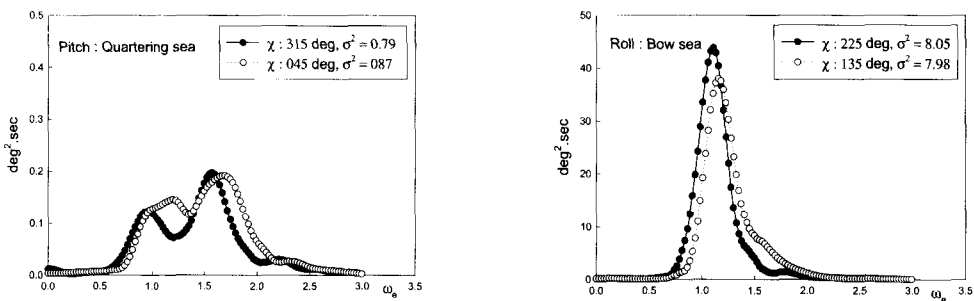 Pitch : Quartering sea
χ : 315 deg, σ² = 0.79
χ : 045 deg, σ² = 087
deg².sec
0.5
0.4
0.3
0.2
0.1
0.0
0.0 0.5 1.0 1.5 2.0 2.5 3.0 3.5
ωe
Roll : Bow sea
χ : 225 deg, σ² = 8.05
χ : 135 deg, σ² = 7.98
deg².sec
50
40
30
20
10
0
0.0 0.5 1.0 1.5 2.0 2.5 3.0 3.5
ωe